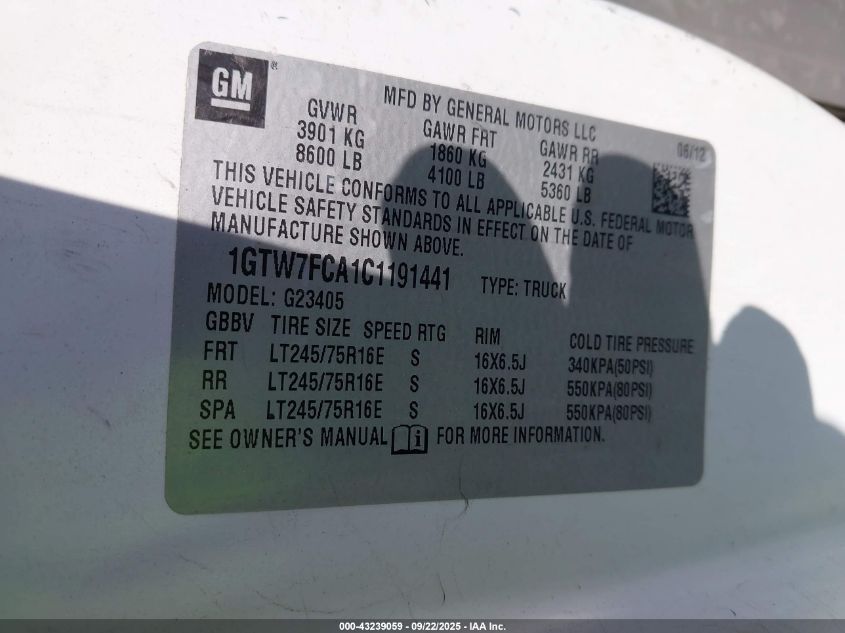 GM ®
MFD BY GENERAL MOTORS LLC 06/12
GVWR GAWR FRT GAWR RR
3901 KG 1860 KG 2431 KG
8600 LB 4100 LB 5360 LB
THIS VEHICLE CONFORMS TO ALL APPLICABLE U.S. FEDERAL MOTOR
VEHICLE SAFETY STANDARDS IN EFFECT ON THE DATE OF
MANUFACTURE SHOWN ABOVE.
1GTW7FCA1C1191441 TYPE: TRUCK
MODEL: G23405
GBBV TIRE SIZE SPEED RTG RIM COLD TIRE PRESSURE
FRT LT245/75R16E S 16X6.5J 340KPA(50PSI)
RR LT245/75R16E S 16X6.5J 550KPA(80PSI)
SPA LT245/75R16E S 16X6.5J 550KPA(80PSI)
SEE OWNER'S MANUAL i FOR MORE INFORMATION.
000-43239059 - 09/22/2025 - IAA Inc.